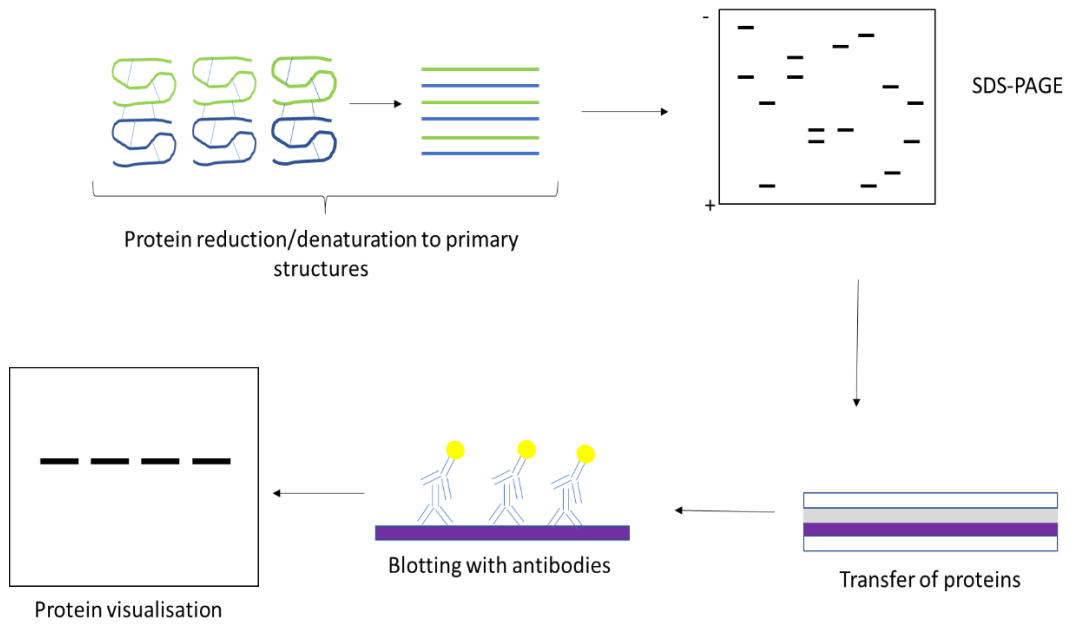 -
SDS-PAGE
+
Protein reduction/denaturation to primary
structures
Transfer of proteins
Blotting with antibodies
Protein visualisation